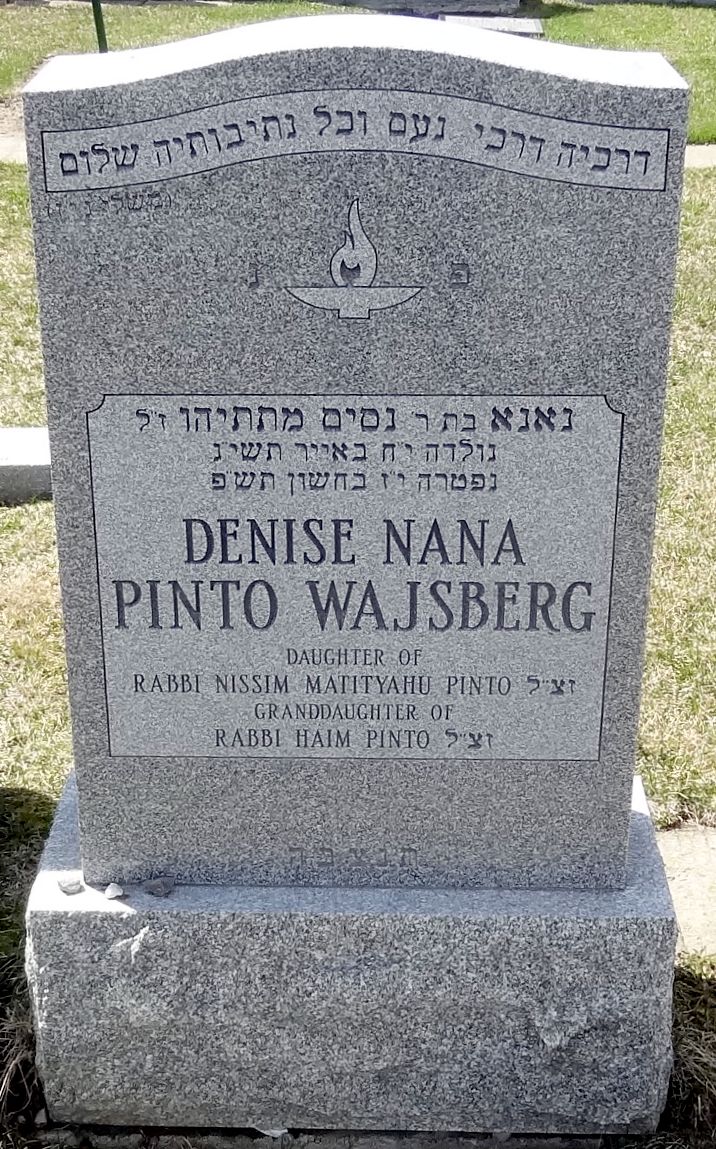 דרכיה דרכי נעם וכל נתיבותיה שלום
פ נ
נאנא בת ר' נסים מתתיהו ז"ל
נולדה י"ח באייר תשי"נ
נפטרה י"ז בחשון תש"פ
DENISE NANA
PINTO WAJSBERG
DAUGHTER OF
RABBI NISSIM MATITYAHU PINTO זצ"ל
GRANDDAUGHTER OF
RABBI HAIM PINTO זצ"ל
תנצבה